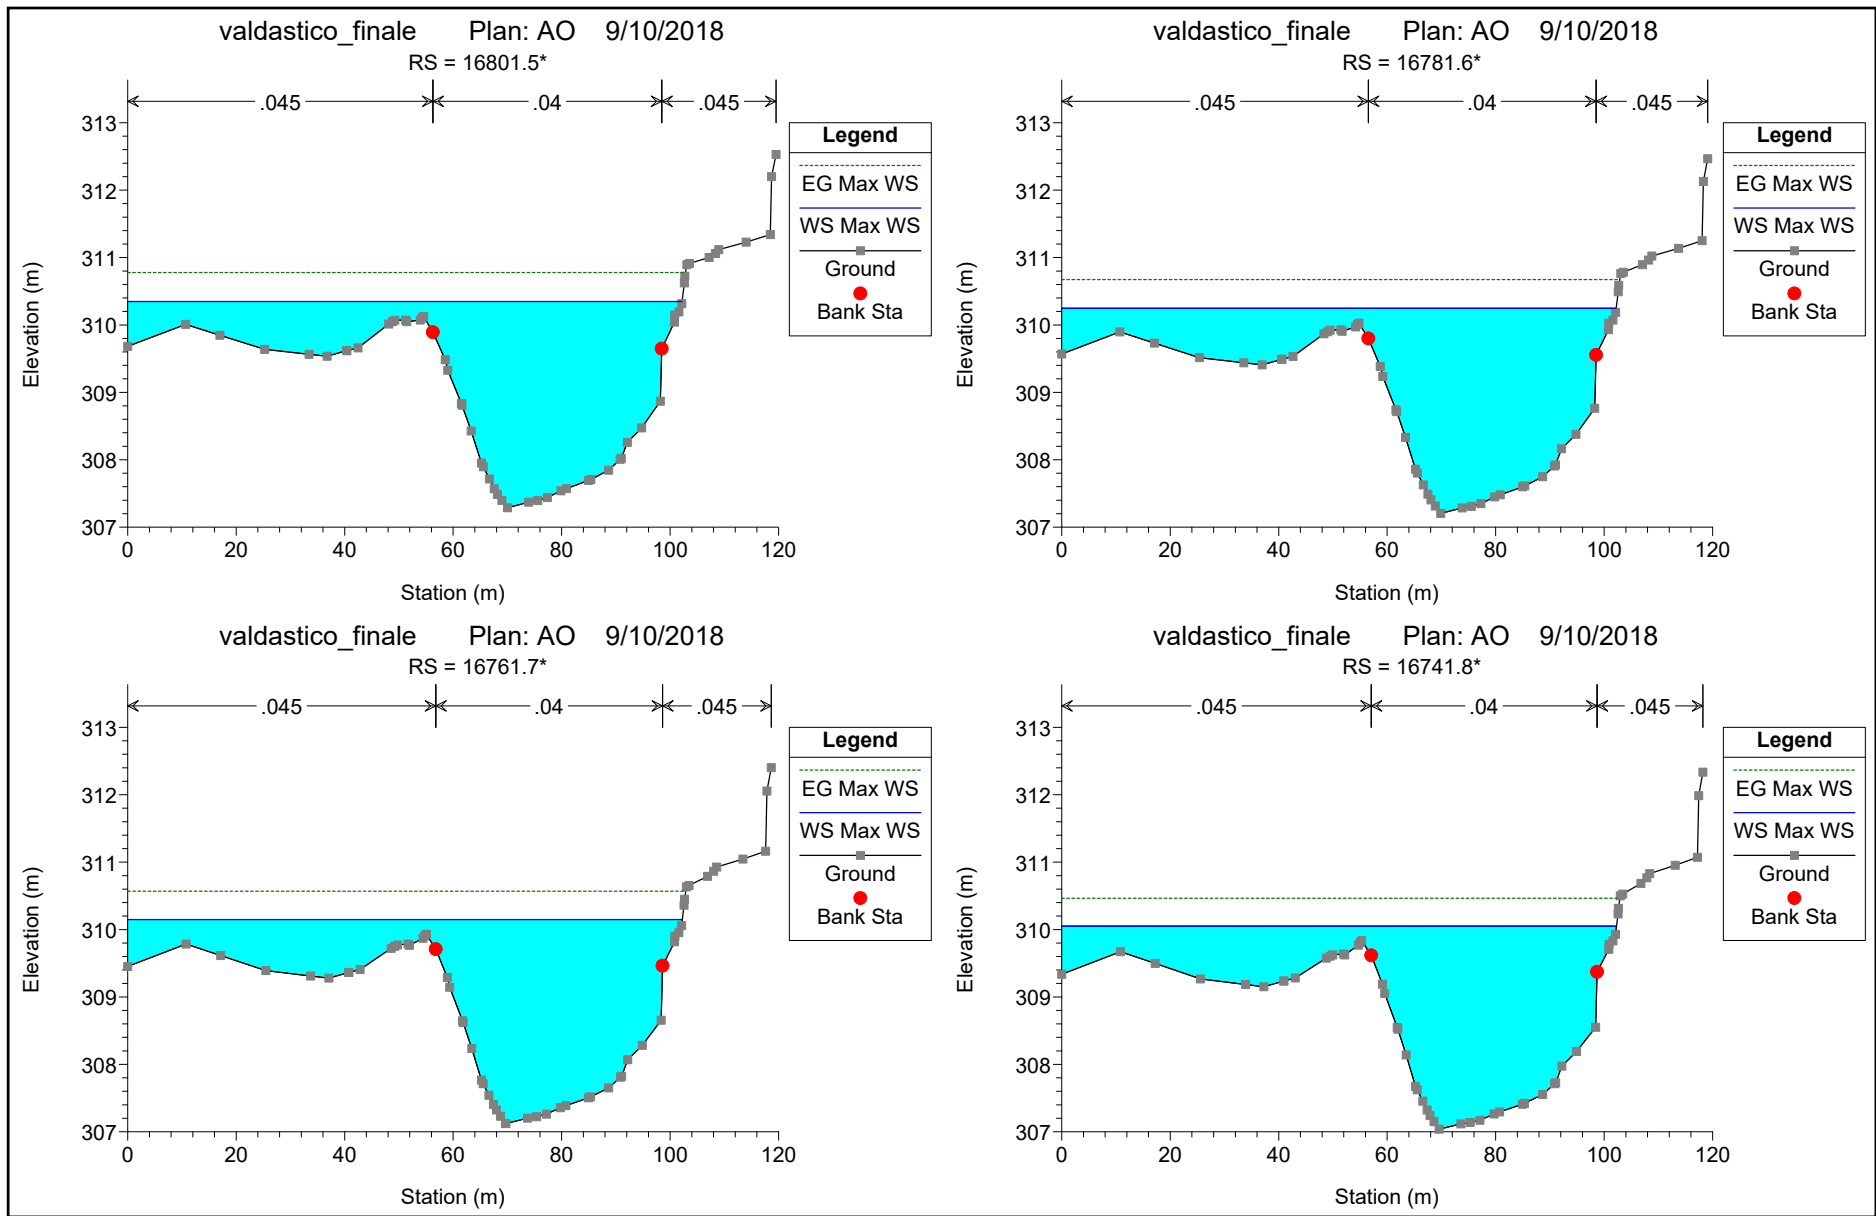 valdastico_finale Plan: AO 9/10/2018
RS = 16801.5*
.045 .04 .045
313
312
311
310
309
308
307
Elevation (m)
0 20 40 60 80 100 120
Station (m)
Legend
EG Max WS
WS Max WS
Ground
Bank Sta
valdastico_finale Plan: AO 9/10/2018
RS = 16781.6*
.045 .04 .045
313
312
311
310
309
308
307
Elevation (m)
0 20 40 60 80 100 120
Station (m)
Legend
EG Max WS
WS Max WS
Ground
Bank Sta
valdastico_finale Plan: AO 9/10/2018
RS = 16761.7*
.045 .04 .045
313
312
311
310
309
308
307
Elevation (m)
0 20 40 60 80 100 120
Station (m)
Legend
EG Max WS
WS Max WS
Ground
Bank Sta
valdastico_finale Plan: AO 9/10/2018
RS = 16741.8*
.045 .04 .045
313
312
311
310
309
308
307
Elevation (m)
0 20 40 60 80 100 120
Station (m)
Legend
EG Max WS
WS Max WS
Ground
Bank Sta